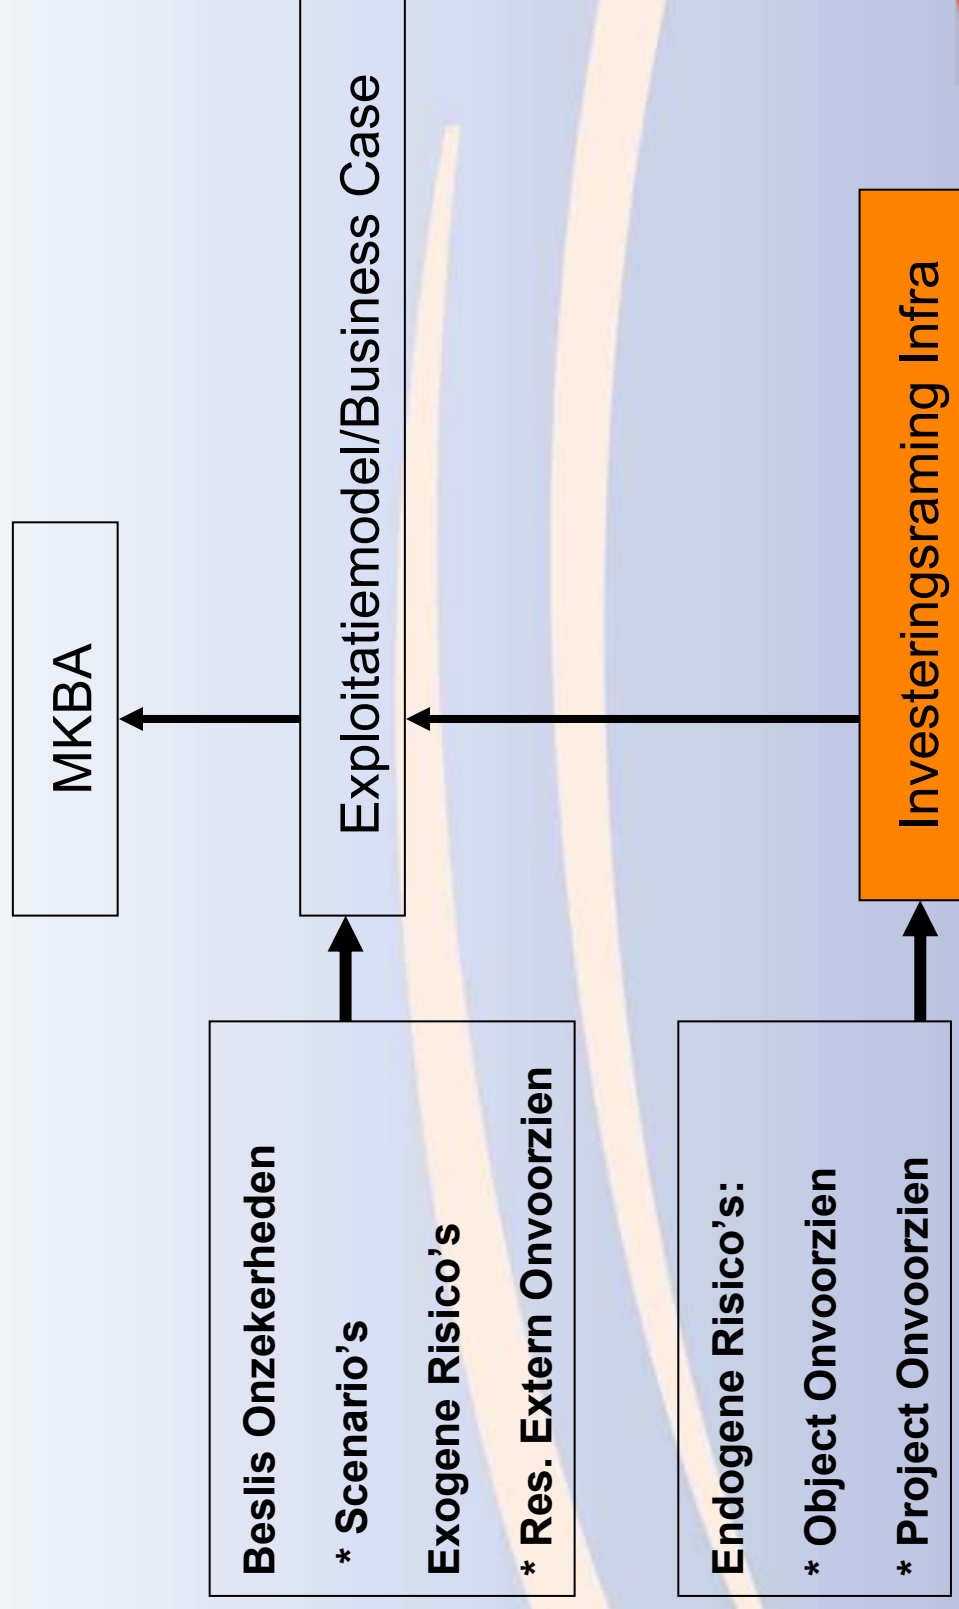 MKBA
Exploitatiemodel/Business Case
Beslis Onzekerheden
* Scenario’s
Exogene Risico’s
* Res. Extern Onvoorzien
Investeringsraming Infra
Endogene Risico’s:
* Object Onvoorzien
* Project Onvoorzien